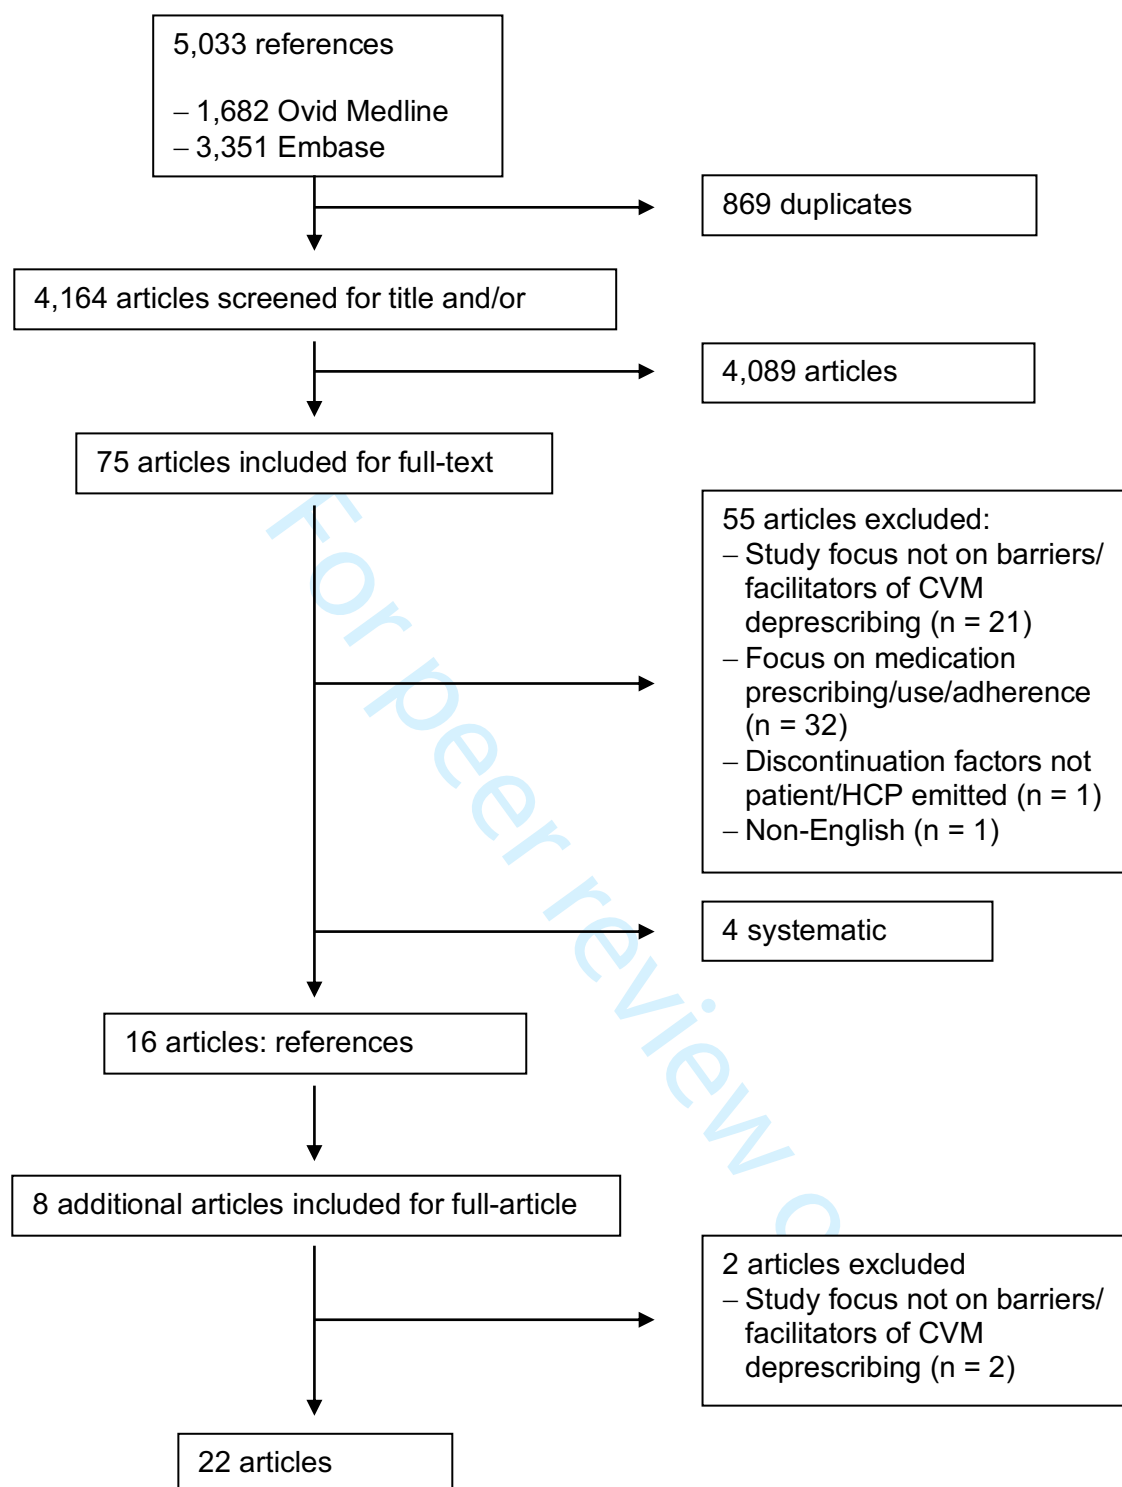 5,033 references
– 1,682 Ovid Medline
– 3,351 Embase
869 duplicates
4,164 articles screened for title and/or
4,089 articles
75 articles included for full-text
55 articles excluded:
– Study focus not on barriers/
facilitators of CVM
deprescribing (n = 21)
– Focus on medication
prescribing/use/adherence
(n = 32)
– Discontinuation factors not
patient/HCP emitted (n = 1)
– Non-English (n = 1)
4 systematic
16 articles: references
8 additional articles included for full-article
2 articles excluded
– Study focus not on barriers/
facilitators of CVM
deprescribing (n = 2)
22 articles
For peer review o